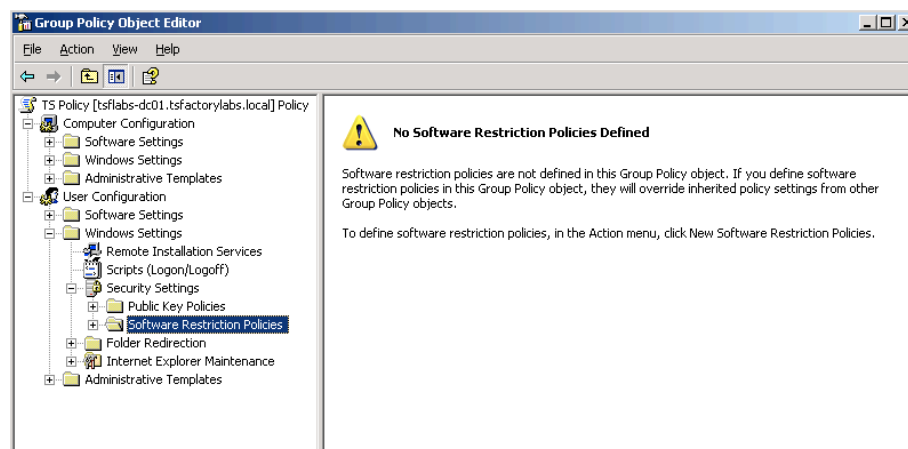 Group Policy Object Editor
File Action View Help
TS Policy [tsflabs-dc01.tsfactorylabs.local] Policy
Computer Configuration
Software Settings
Windows Settings
Administrative Templates
User Configuration
Software Settings
Windows Settings
Remote Installation Services
Scripts (Logon/Logoff)
Security Settings
Public Key Policies
Software Restriction Policies
Folder Redirection
Internet Explorer Maintenance
Administrative Templates
No Software Restriction Policies Defined
Software restriction policies are not defined in this Group Policy object. If you define software
restriction policies in this Group Policy object, they will override inherited policy settings from other
Group Policy objects.
To define software restriction policies, in the Action menu, click New Software Restriction Policies.